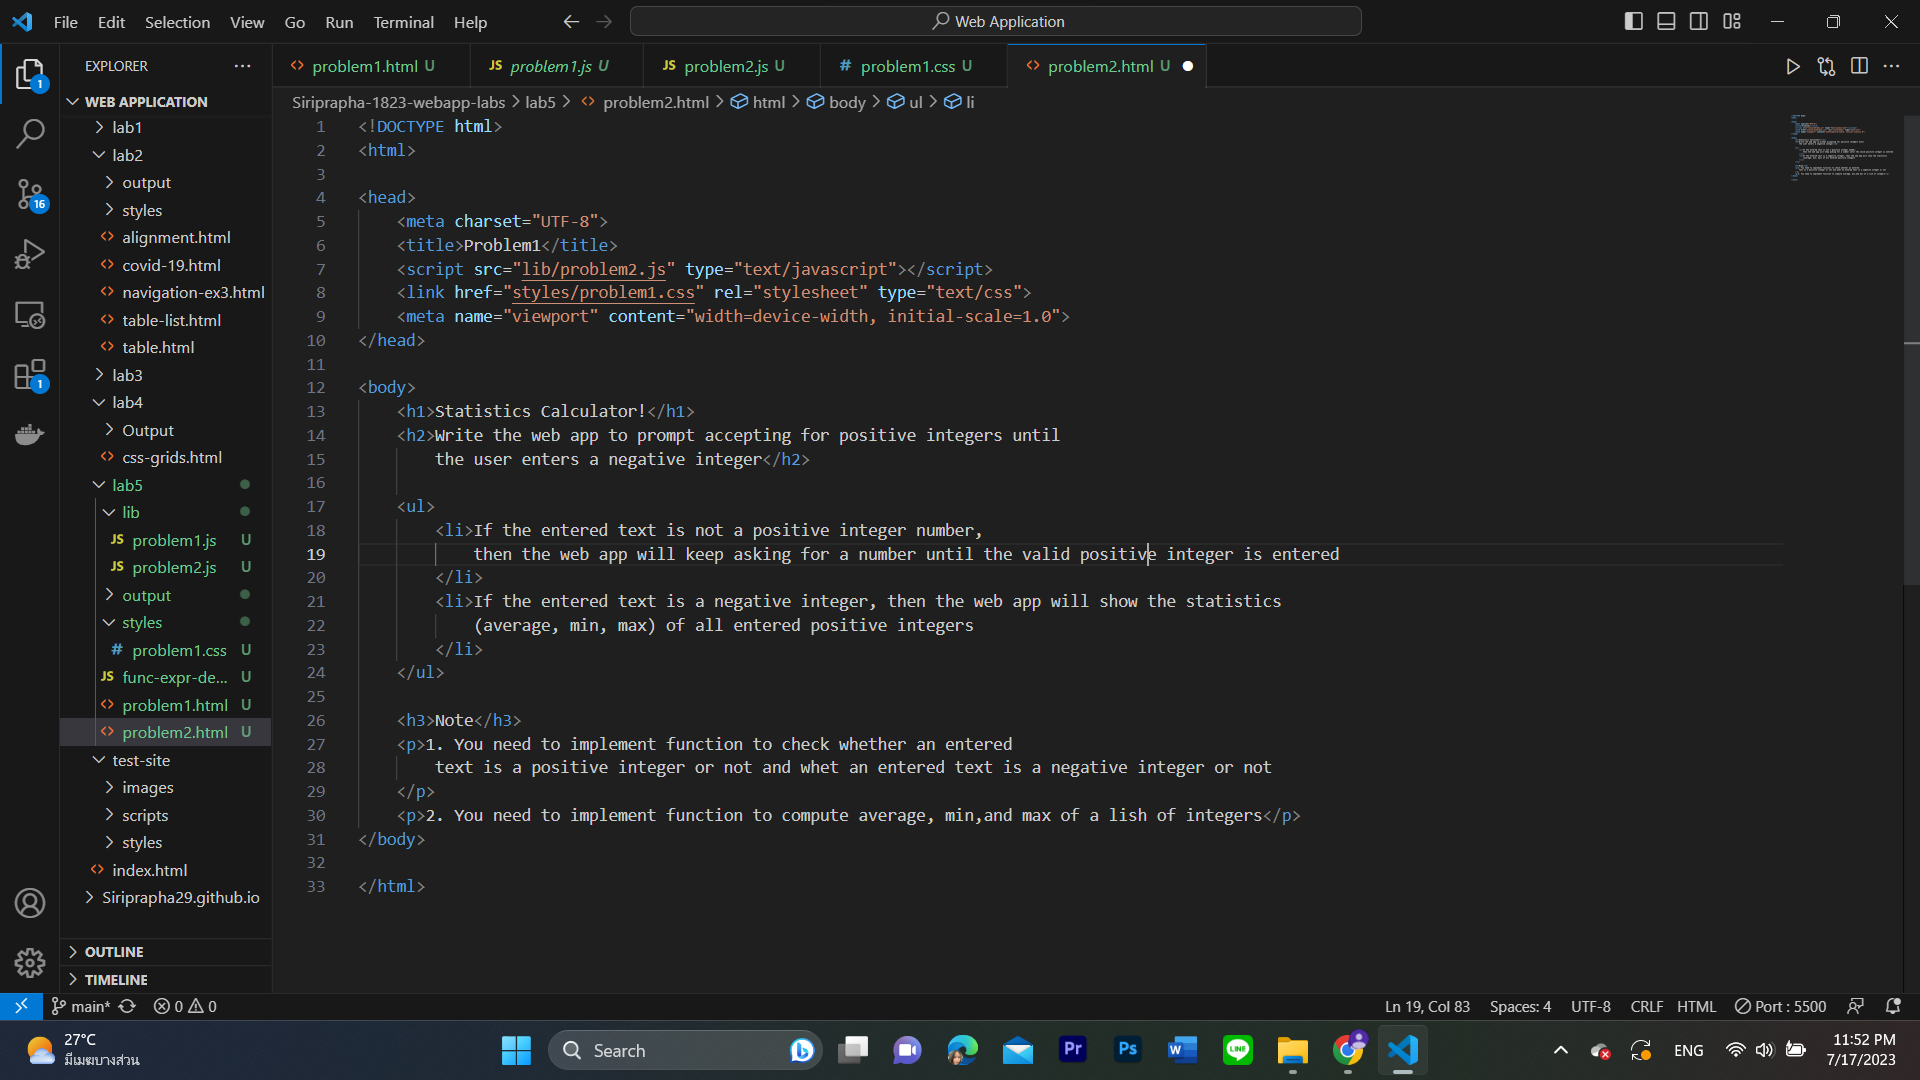 File Edit Selection View Go Run Terminal Help
Web Application
EXPLORER
WEB APPLICATION
lab1
lab2
output
styles
alignment.html
covid-19.html
navigation-ex3.html
table-list.html
table.html
lab3
lab4
Output
css-grids.html
lab5
lib
JS problem1.js U
JS problem2.js U
output
styles
# problem1.css U
JS func-expr-de... U
problem1.html U
problem2.html U
test-site
images
scripts
styles
index.html
Siriprapha29.github.io
OUTLINE
TIMELINE
1
16
1
problem1.html U JS problem1.js U JS problem2.js U # problem1.css U problem2.html U
Siriprapha-1823-webapp-labs > lab5 > problem2.html > html > body > ul > li
1 <!DOCTYPE html>
2 <html>
3
4 <head>
5 <meta charset="UTF-8">
6 <title>Problem1</title>
7 <script src="lib/problem2.js" type="text/javascript"></script>
8 <link href="styles/problem1.css" rel="stylesheet" type="text/css">
9 <meta name="viewport" content="width=device-width, initial-scale=1.0">
10 </head>
11
12 <body>
13 <h1>Statistics Calculator!</h1>
14 <h2>Write the web app to prompt accepting for positive integers until
15 the user enters a negative integer</h2>
16
17 <ul>
18 <li>If the entered text is not a positive integer number,
19 then the web app will keep asking for a number until the valid positive integer is entered
20 </li>
21 <li>If the entered text is a negative integer, then the web app will show the statistics
22 (average, min, max) of all entered positive integers
23 </li>
24 </ul>
25
26 <h3>Note</h3>
27 <p>1. You need to implement function to check whether an entered
28 text is a positive integer or not and whet an entered text is a negative integer or not
29 </p>
30 <p>2. You need to implement function to compute average, min,and max of a lish of integers</p>
31 </body>
32
33 </html>
main* 0 0
Ln 19, Col 83 Spaces: 4 UTF-8 CRLF HTML Port : 5500
27°C
มีเมฆบางส่วน
Search
Pr
Ps
W
LINE
ENG
11:52 PM
7/17/2023